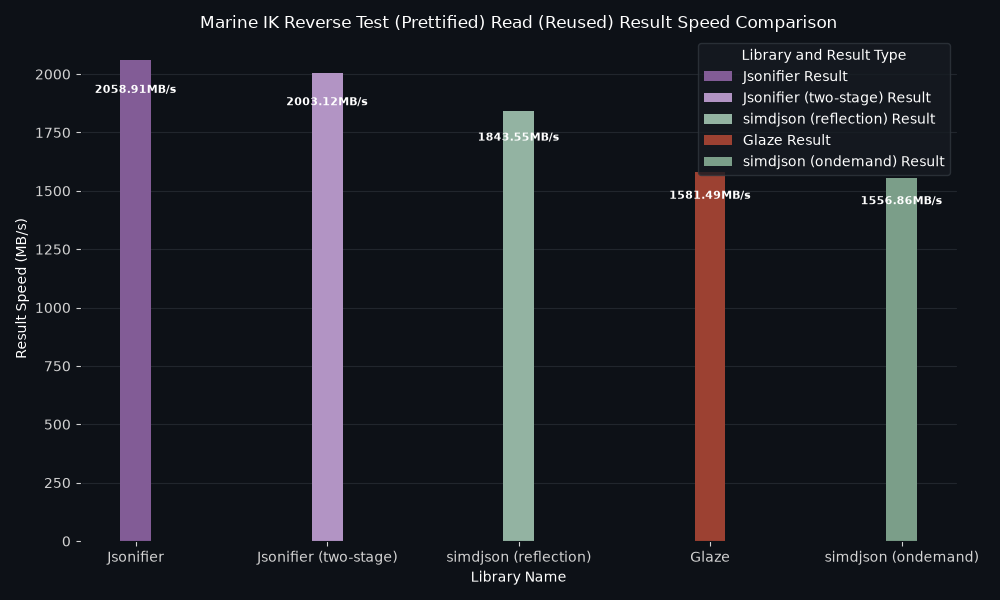 Marine IK Reverse Test (Prettified) Read (Reused) Result Speed Comparison
Library and Result Type
Jsonifier Result
Jsonifier (two-stage) Result
simdjson (reflection) Result
Glaze Result
simdjson (ondemand) Result
Result Speed (MB/s)
2000
1750
1500
1250
1000
750
500
250
0
2058.91MB/s
2003.12MB/s
1843.55MB/s
1581.49MB/s
1556.86MB/s
Jsonifier
Jsonifier (two-stage)
simdjson (reflection)
Glaze
simdjson (ondemand)
Library Name